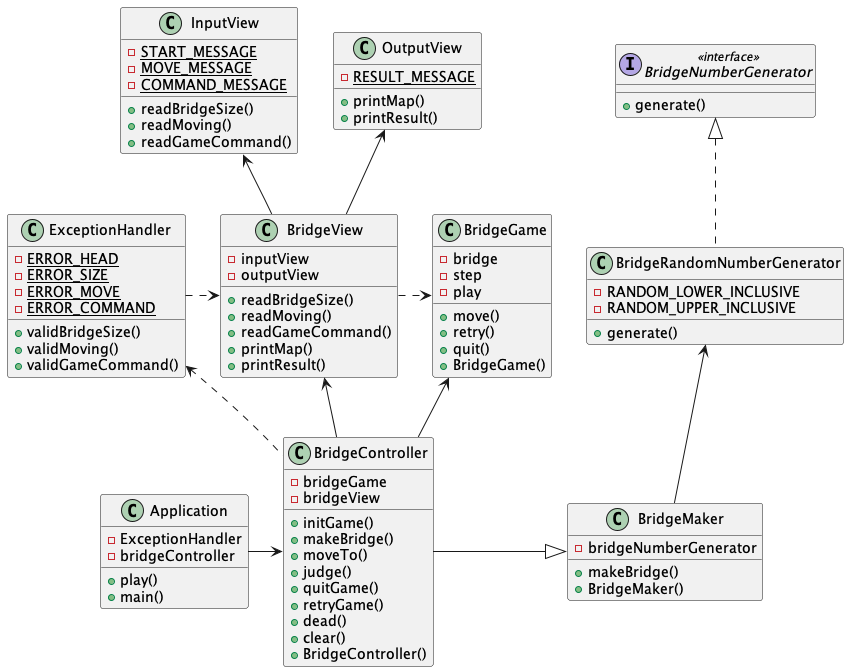 C InputView
START_MESSAGE
MOVE_MESSAGE
COMMAND_MESSAGE
readBridgeSize()
readMoving()
readGameCommand()
C OutputView
RESULT_MESSAGE
printMap()
printResult()
I «interface»
BridgeNumberGenerator
generate()
C ExceptionHandler
ERROR_HEAD
ERROR_SIZE
ERROR_MOVE
ERROR_COMMAND
validBridgeSize()
validMoving()
validGameCommand()
C BridgeView
inputView
outputView
readBridgeSize()
readMoving()
readGameCommand()
printMap()
printResult()
C BridgeGame
bridge
step
play
move()
retry()
quit()
BridgeGame()
C BridgeRandomNumberGenerator
RANDOM_LOWER_INCLUSIVE
RANDOM_UPPER_INCLUSIVE
generate()
C Application
ExceptionHandler
bridgeController
play()
main()
C BridgeController
bridgeGame
bridgeView
initGame()
makeBridge()
moveTo()
judge()
quitGame()
retryGame()
dead()
clear()
BridgeController()
C BridgeMaker
bridgeNumberGenerator
makeBridge()
BridgeMaker()